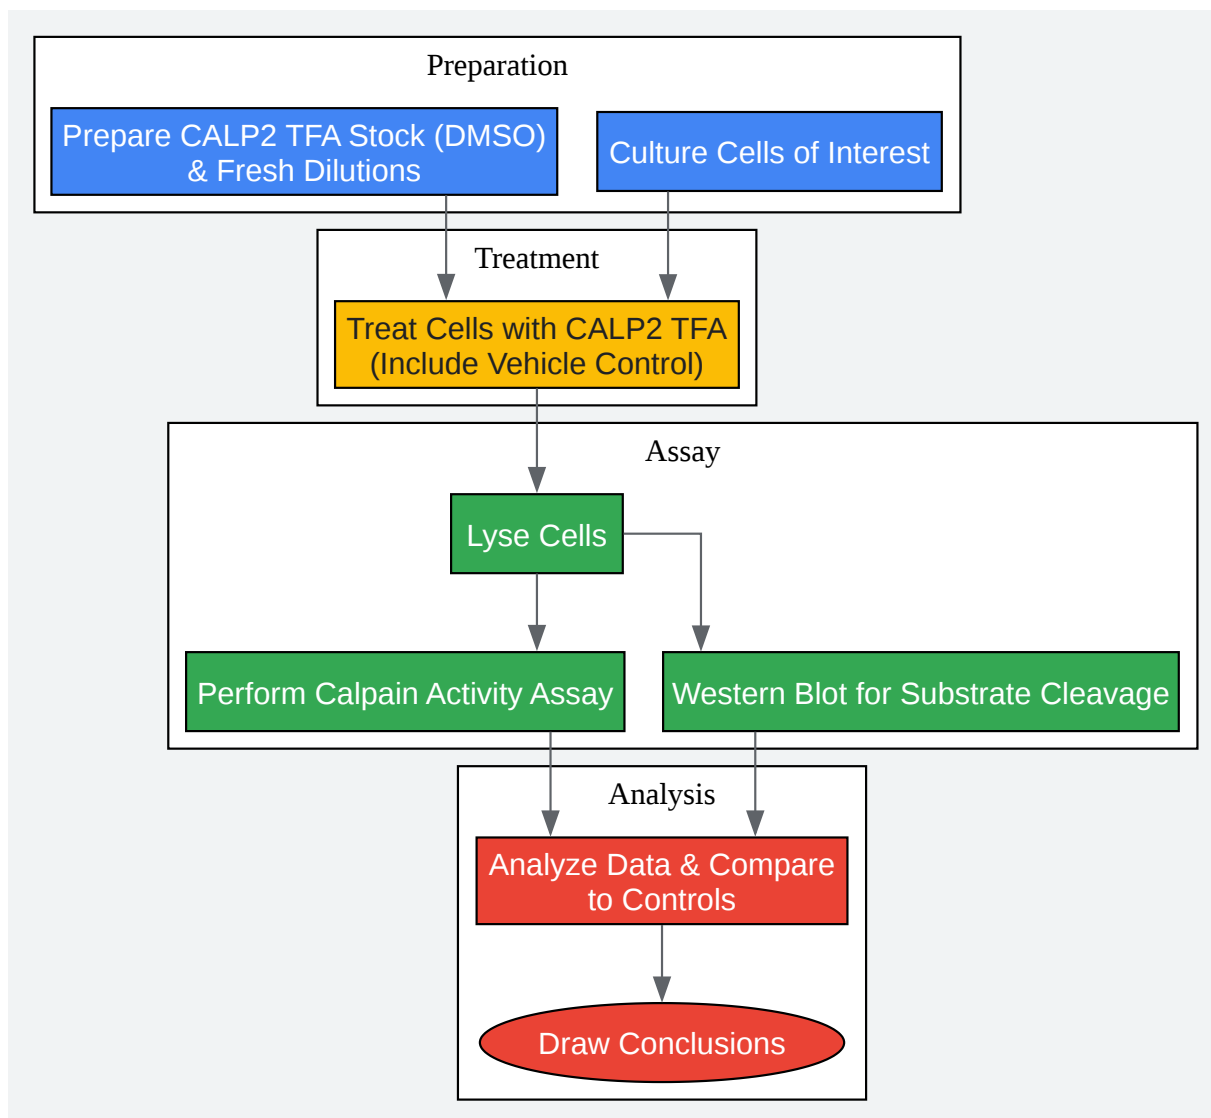 Preparation
Prepare CALP2 TFA Stock (DMSO)
& Fresh Dilutions
Culture Cells of Interest
Treatment
Treat Cells with CALP2 TFA
(Include Vehicle Control)
Assay
Lyse Cells
Perform Calpain Activity Assay
Western Blot for Substrate Cleavage
Analysis
Analyze Data & Compare
to Controls
Draw Conclusions